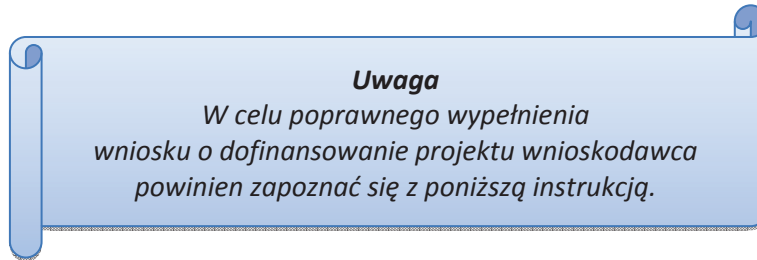 Uwaga
W celu poprawnego wypełnienia
wniosku o dofinansowanie projektu wnioskodawca
powinien zapoznać się z poniższą instrukcją.